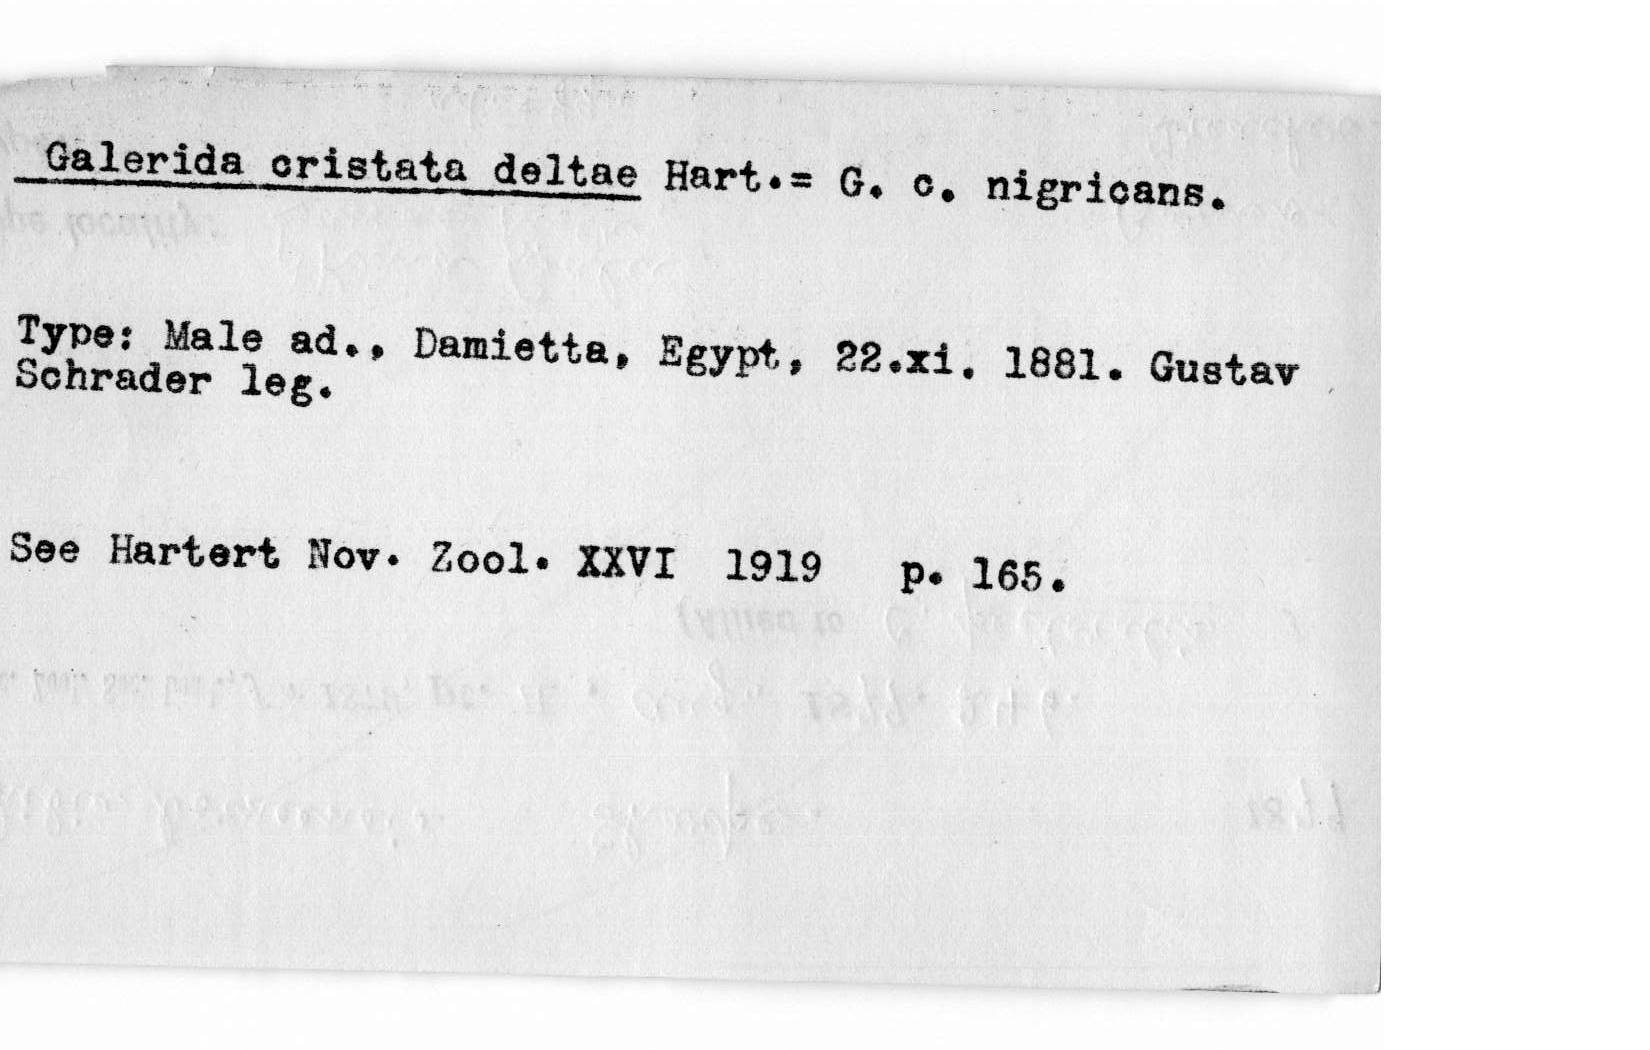 Galerida cristata deltae Hart.= G. c. nigricans.
Type: Male ad., Damietta, Egypt, 22.xi. 1881. Gustav
Schrader leg.
See Hartert Nov. Zool. XXVI 1919 p. 165.